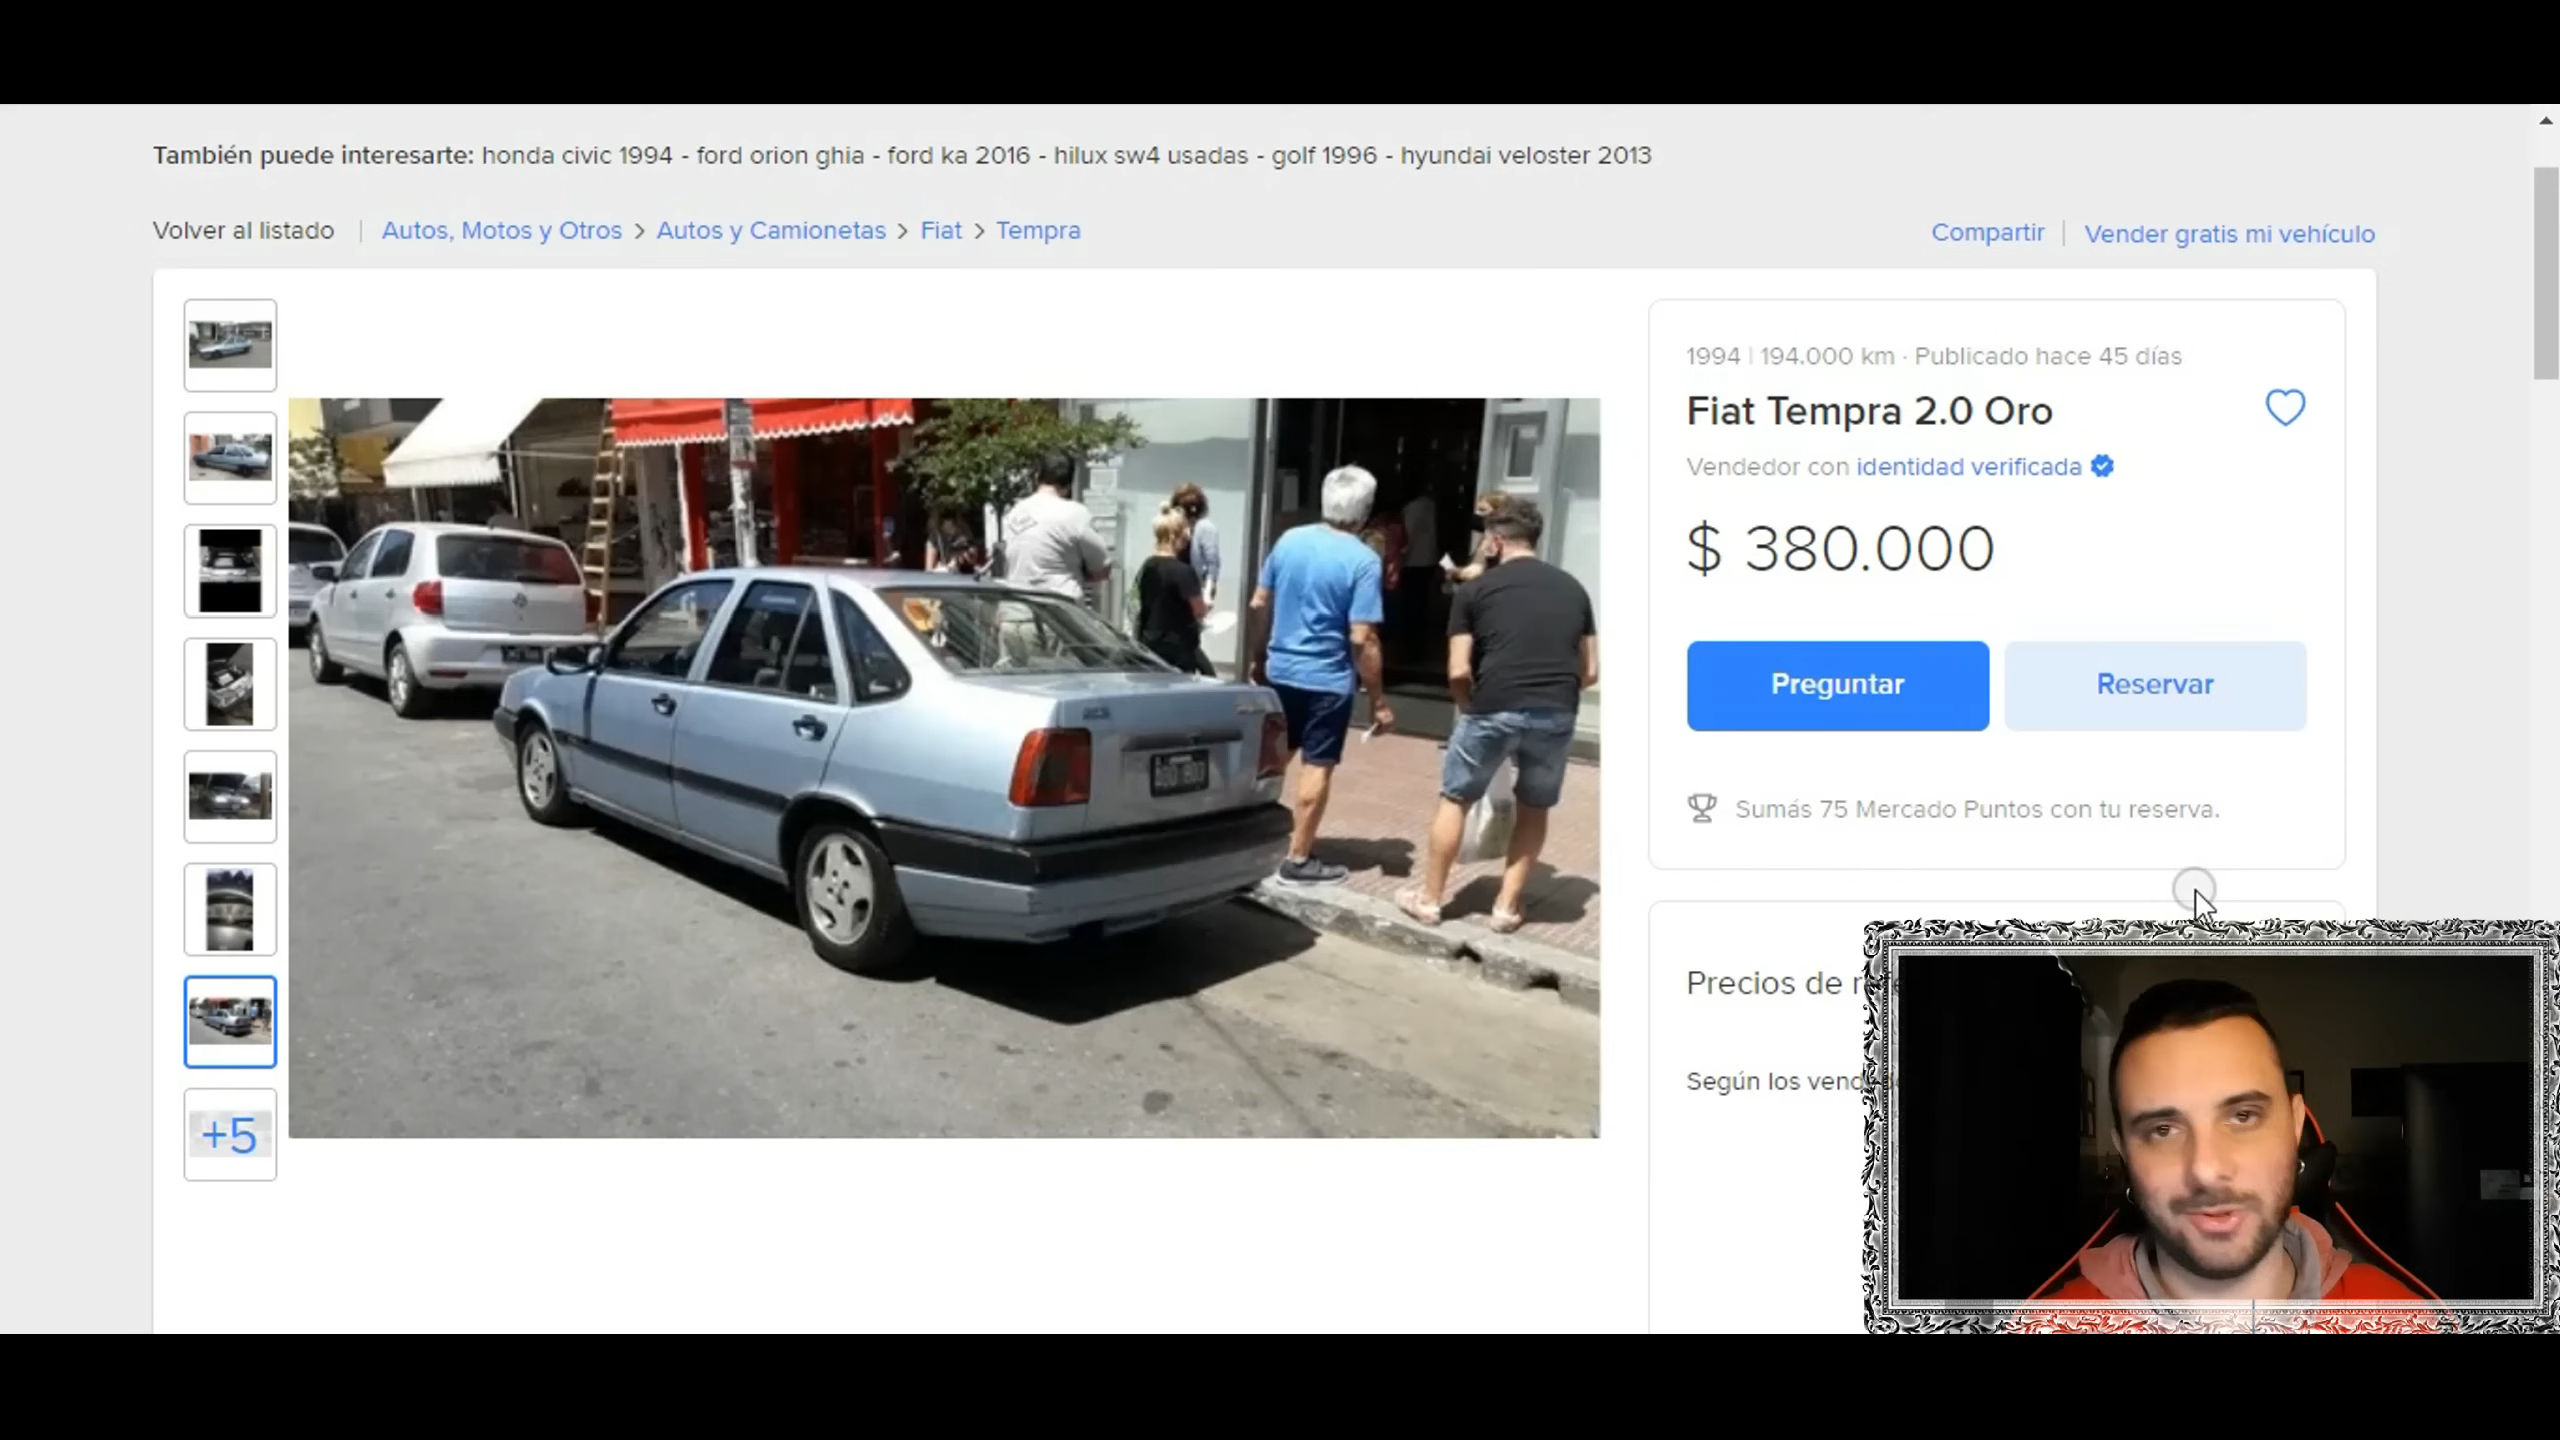 También puede interesarte: honda civic 1994 - ford orion ghia - ford ka 2016 - hilux sw4 usadas - golf 1996 - hyundai veloster 2013
Volver al listado | Autos, Motos y Otros > Autos y Camionetas > Fiat > Tempra
Compartir | Vender gratis mi vehículo
1994 | 194.000 km · Publicado hace 45 días
Fiat Tempra 2.0 Oro
Vendedor con identidad verificada
$ 380.000
Preguntar
Reservar
Sumás 75 Mercado Puntos con tu reserva.
Precios de
Según los
+5